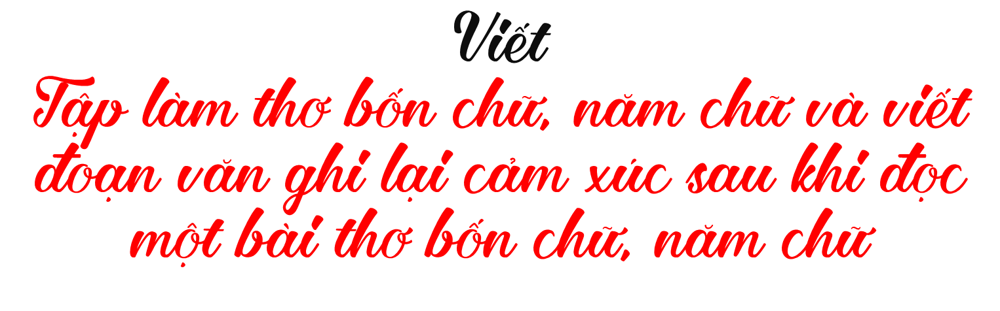 Viết
Tập làm thơ bốn chữ, năm chữ và viết
đoạn văn ghi lại cảm xúc sau khi đọc
một bài thơ bốn chữ, năm chữ